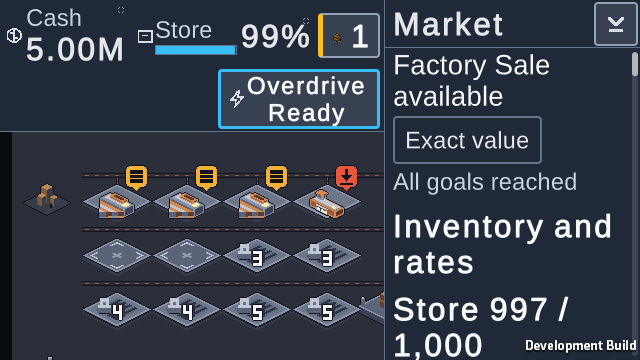 Cash
5.00M
Store
99%
1
Overdrive
Ready
3
3
4
4
5
5
Market
Factory Sale
available
Exact value
All goals reached
Inventory and
rates
Store 997 /
1,000
Development Build